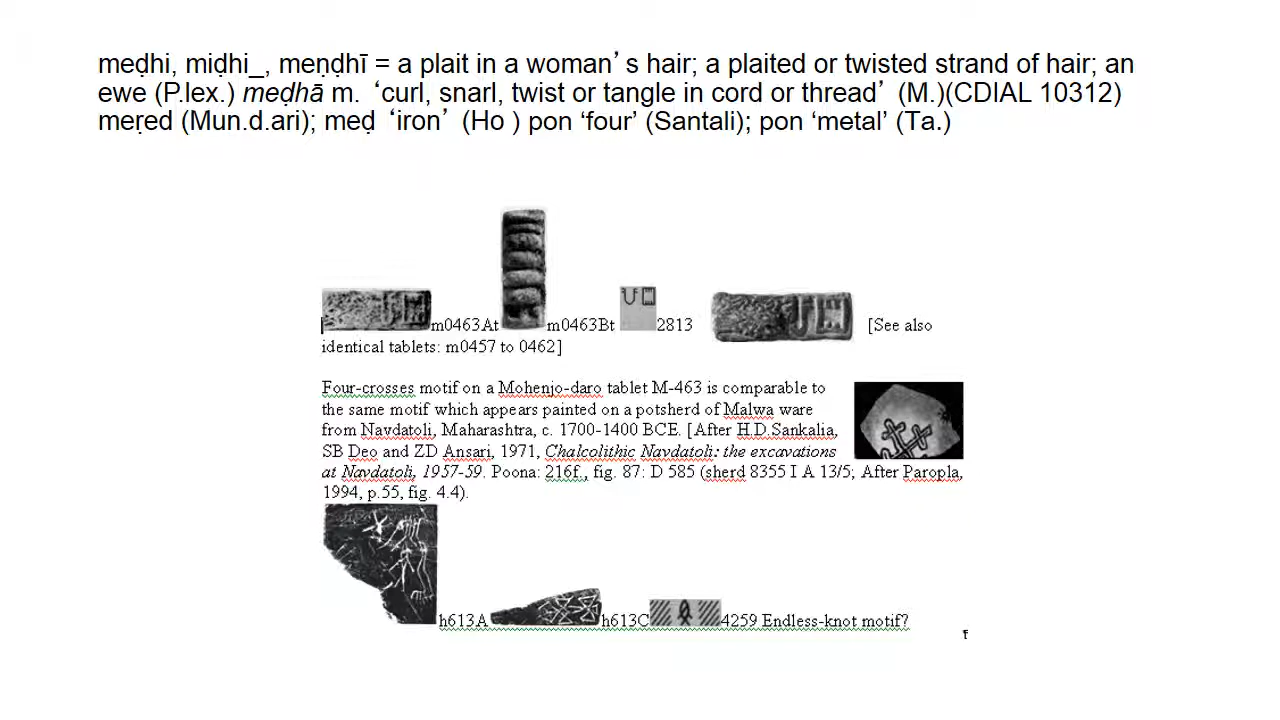 meḍhi, miḍhi_, meṇḍhī = a plait in a woman’s hair; a plaited or twisted strand of hair; an
ewe (P.lex.) meḍhā m. ‘curl, snarl, twist or tangle in cord or thread’ (M.)(CDIAL 10312)
meṛed (Mun.d.ari); meḍ ‘iron’ (Ho ) pon ‘four’ (Santali); pon ‘metal’ (Ta.)
m0463At m0463Bt 2813 [See also
identical tablets: m0457 to 0462]
Four-crosses motif on a Mohenjo-daro tablet M-463 is comparable to
the same motif which appears painted on a potsherd of Malwa ware
from Navdatoli, Maharashtra, c. 1700-1400 BCE. [After H.D.Sankalia,
SB Deo and ZD Ansari, 1971, Chalcolithic Navdatoli: the excavations
at Navdatoli, 1957-59. Poona: 216f., fig. 87: D 585 (sherd 8355 I A 13/5; After Paropla,
1994, p.55, fig. 4.4).
h613A h613C 4259 Endless-knot motif?